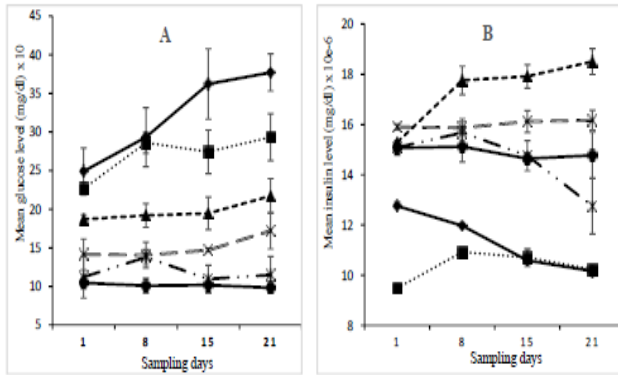 A
Mean glucose level (mg/dl) x 10
45
40
35
30
25
20
15
10
5
1 8 15 21
Sampling days
B
Mean insulin level (mg/dl) x 10e-6
20
18
16
14
12
10
8
1 8 15 21
Sampling days